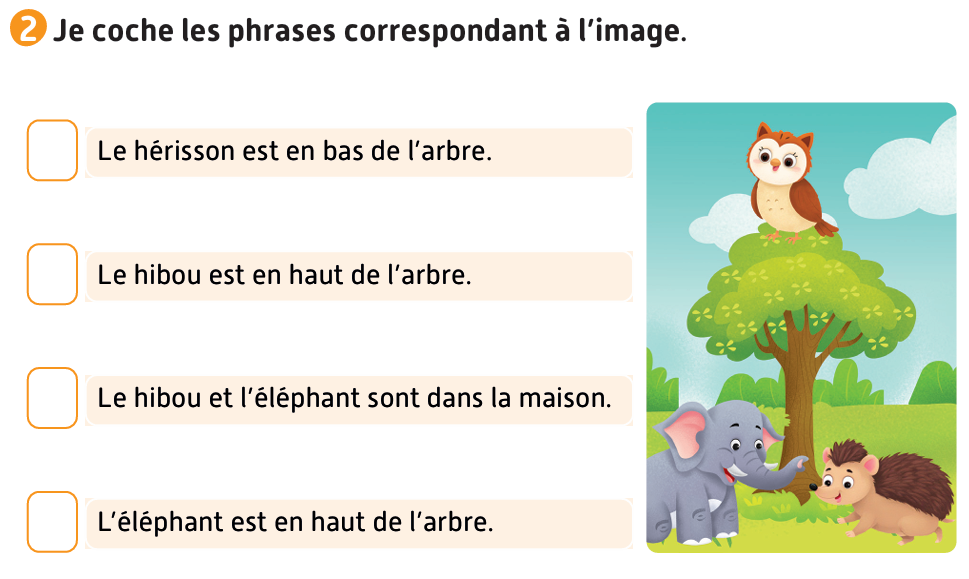 2 Je coche les phrases correspondant à l’image.
Le hérisson est en bas de l’arbre.
Le hibou est en haut de l’arbre.
Le hibou et l’éléphant sont dans la maison.
L’éléphant est en haut de l’arbre.